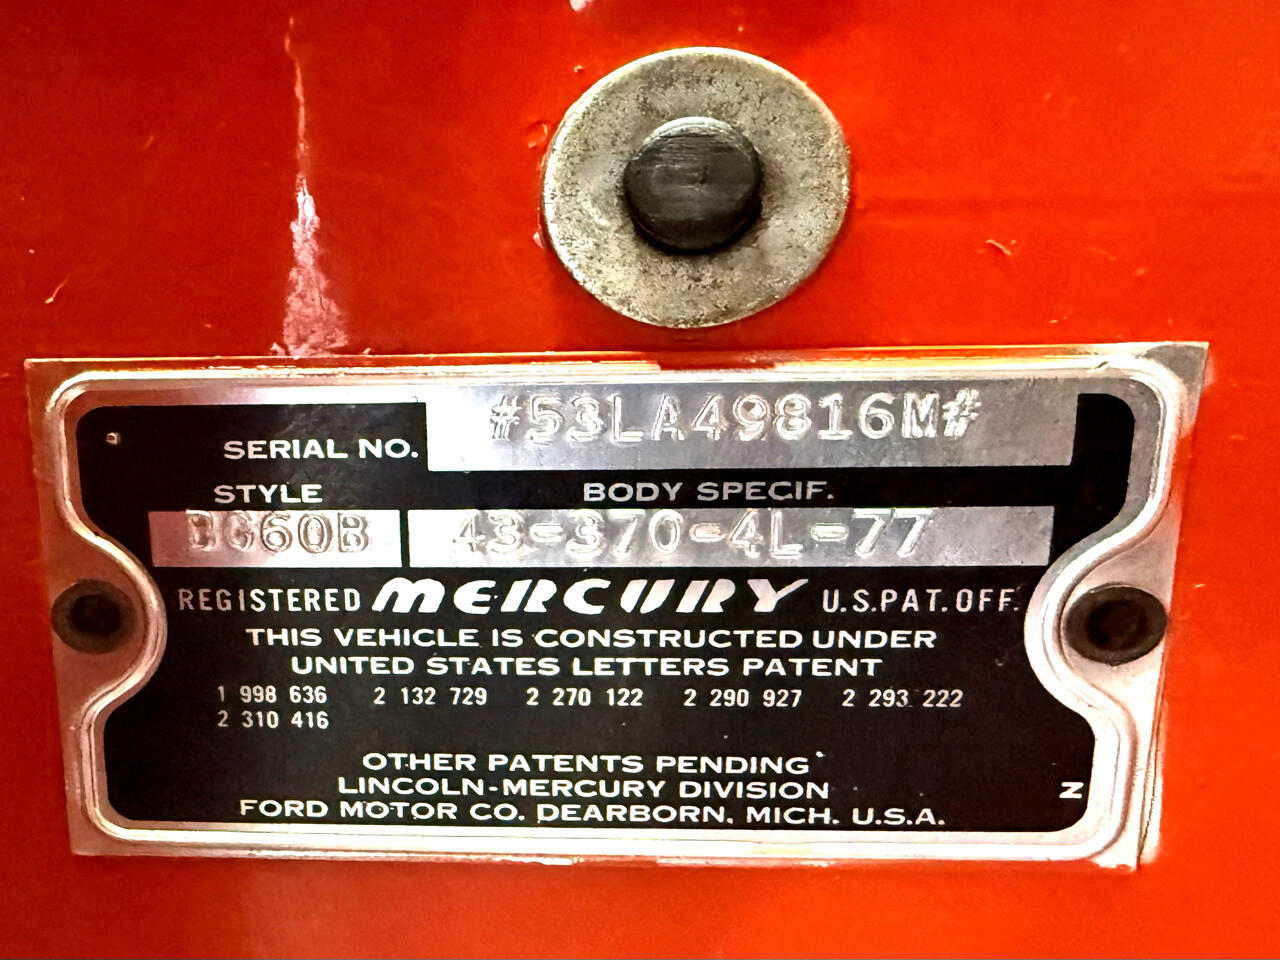 SERIAL NO. #53LA49816M#
STYLE BODY SPECIF.
43-370-4L-77
REGISTERED MERCURY U.S.PAT.OFF.
THIS VEHICLE IS CONSTRUCTED UNDER
UNITED STATES LETTERS PATENT
1 998 636 2 132 729 2 270 122 2 290 927 2 293 222
2 310 416
OTHER PATENTS PENDING
LINCOLN-MERCURY DIVISION
N
FORD MOTOR CO. DEARBORN, MICH. U.S.A.